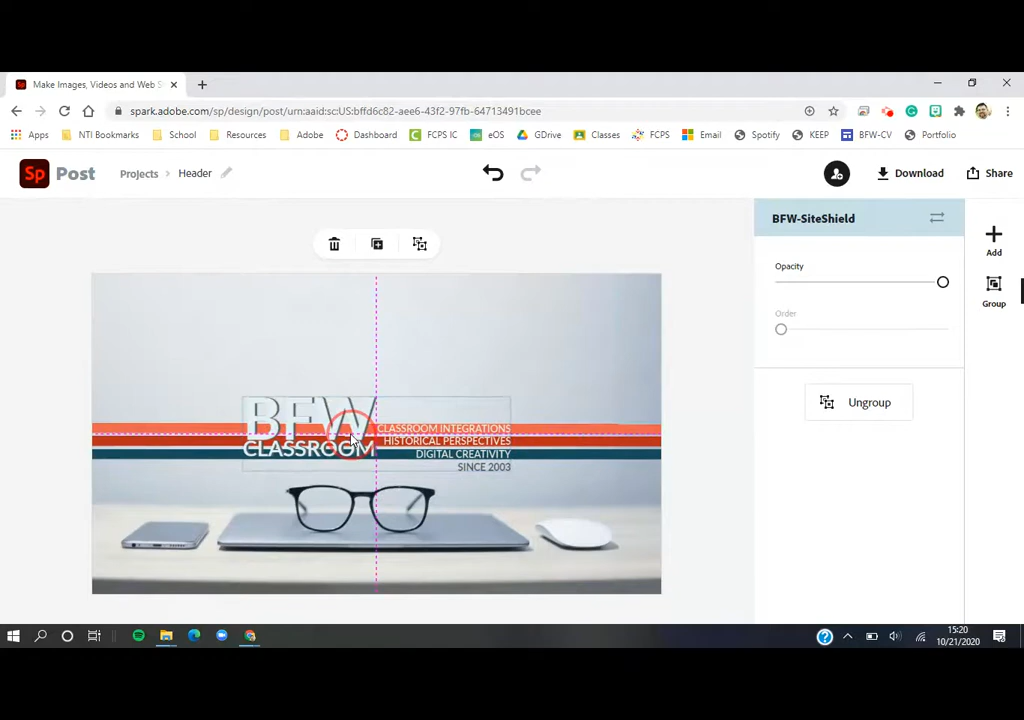 Make Images, Videos and Web S
spark.adobe.com/sp/design/post/urn:aaid:sc:US:bffd6c82-aee6-43f2-97fb-64713491bcee
Apps NTI Bookmarks School Resources Adobe Dashboard FCPS IC eOS GDrive Classes FCPS Email Spotify KEEP BFW-CV Portfolio
Sp Post Projects > Header Download Share
BFW-SiteShield
Add
Opacity
Group
Order
Ungroup
BFW
CLASSROOM
CLASSROOM INTEGRATIONS
HISTORICAL PERSPECTIVES
DIGITAL CREATIVITY
SINCE 2003
15:20
10/21/2020